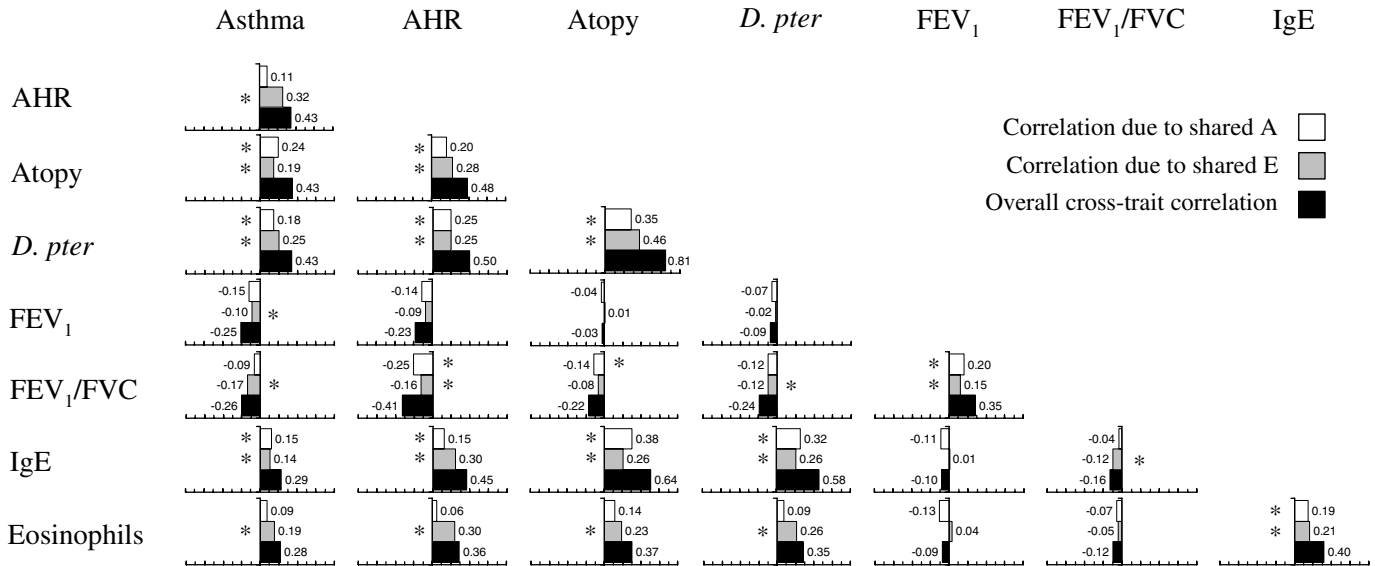 Asthma AHR Atopy D. pter FEV1 FEV1/FVC IgE
AHR
0.11
* 0.32
0.43
Correlation due to shared A
Correlation due to shared E
Overall cross-trait correlation
Atopy
* 0.24 * 0.20
* 0.19 * 0.28
0.43 0.48
D. pter
* 0.18 * 0.25 * 0.35
* 0.25 * 0.25 * 0.46
0.43 0.50 0.81
FEV1
-0.15 -0.14 -0.04 -0.07
-0.10 * -0.09 0.01 -0.02
-0.25 -0.23 -0.03 -0.09
FEV1/FVC
-0.09 -0.25 * -0.14 * -0.12 * 0.20
-0.17 * -0.16 * -0.08 -0.12 * * 0.15
-0.26 -0.41 -0.22 -0.24 0.35
IgE
* 0.15 * 0.15 * 0.38 * 0.32 -0.11 -0.04
* 0.14 * 0.30 * 0.26 * 0.26 0.01 -0.12 *
0.29 0.45 0.64 0.58 -0.10 -0.16
Eosinophils
0.09 0.06 0.14 0.09 -0.13 -0.07 * 0.19
* 0.19 * 0.30 * 0.23 * 0.26 0.04 -0.05 * 0.21
0.28 0.36 0.37 0.35 -0.09 -0.12 0.40